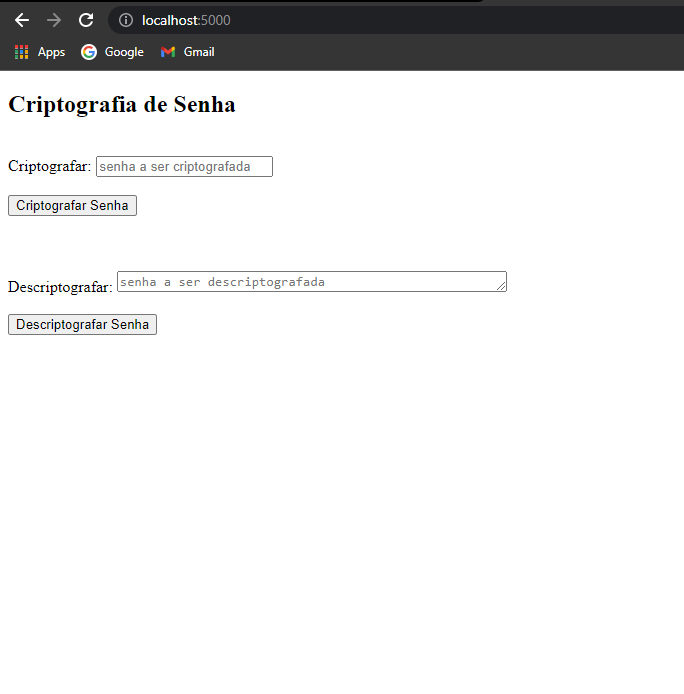 localhost:5000
Apps Google Gmail
Criptografia de Senha
Criptografar: senha a ser criptografada
Criptografar Senha
Descriptografar: senha a ser descriptografada
Descriptografar Senha